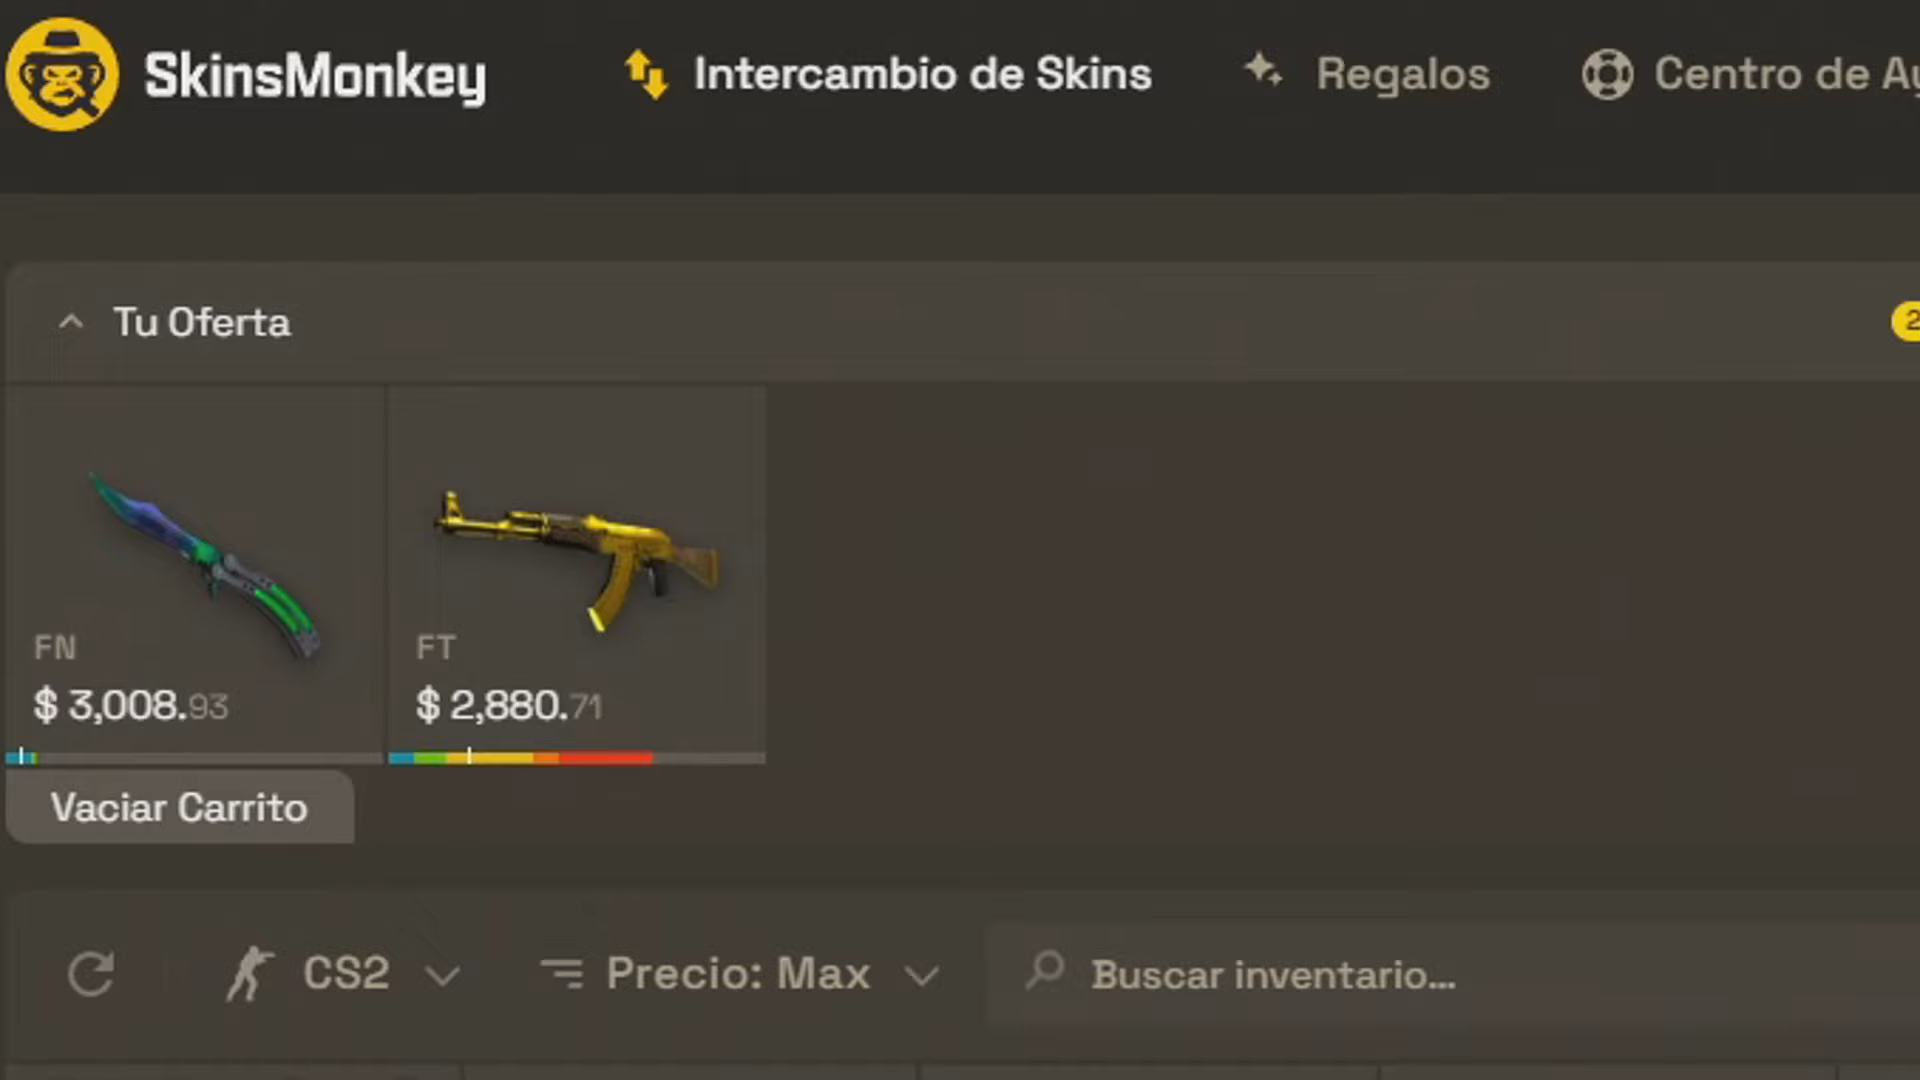 SkinsMonkey
Intercambio de Skins
Regalos
Centro de
Tu Oferta
2
FN
$ 3,008.93
FT
$ 2,880.71
Vaciar Carrito
CS2
Precio: Max
Buscar inventario...